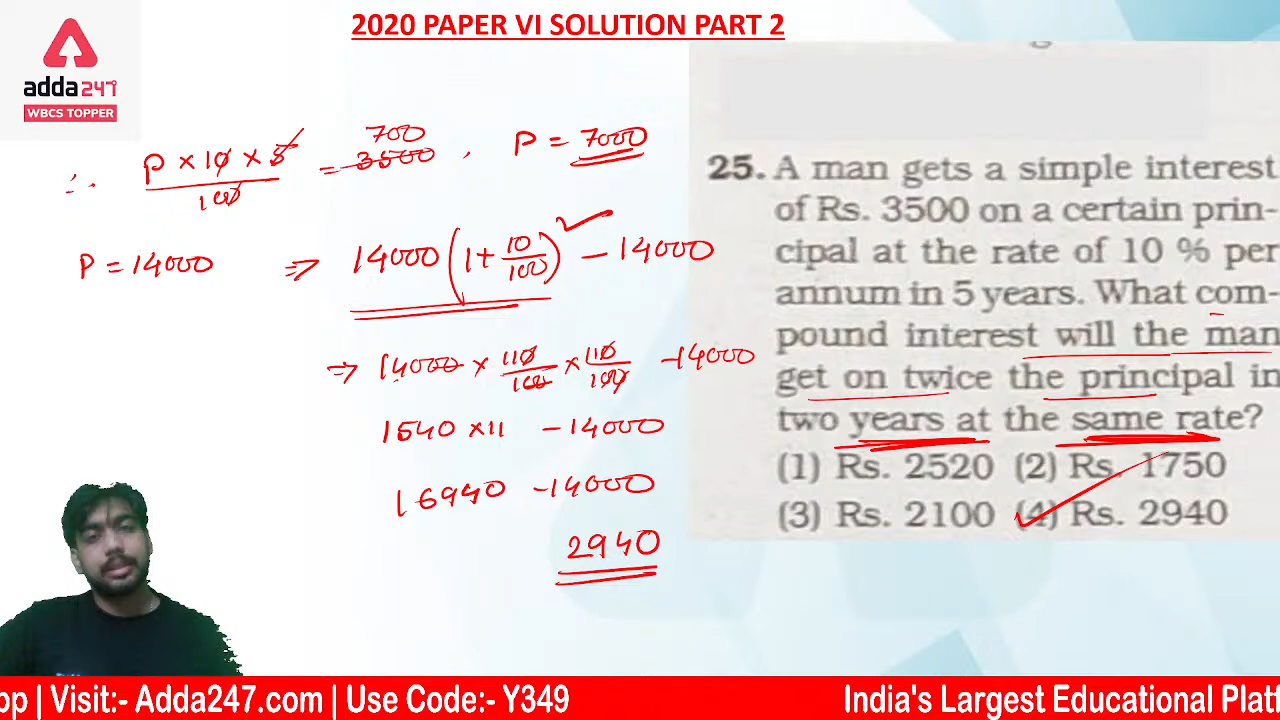 2020 PAPER VI SOLUTION PART 2
adda247
WBCS TOPPER
∴ P × 10 × 5 / 100 = 3500 700, P = 7000
P = 14000 ⇒ 14000 (1 + 10/100) − 14000
⇒ 14000 × 110/100 × 110/100 − 14000
1540 × 11 − 14000
16940 − 14000
2940
25. A man gets a simple interest
of Rs. 3500 on a certain prin-
cipal at the rate of 10 % per
annum in 5 years. What com-
pound interest will the man
get on twice the principal in
two years at the same rate?
(1) Rs. 2520 (2) Rs. 1750
(3) Rs. 2100 (4) Rs. 2940
pp | Visit:- Adda247.com | Use Code:- Y349
India's Largest Educational Platf